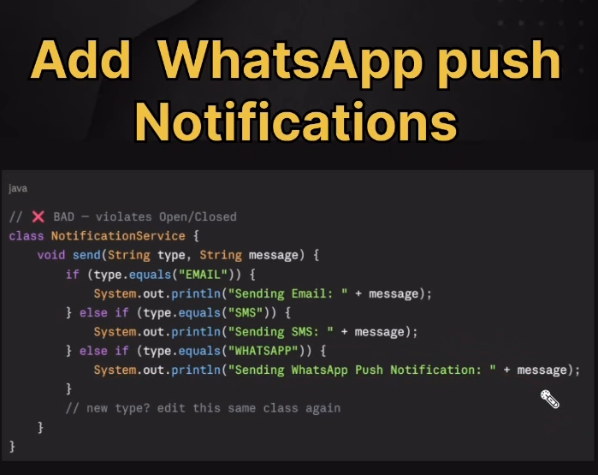 Add WhatsApp push
Notifications
java
// ❌ BAD – violates Open/Closed
class NotificationService {
    void send(String type, String message) {
        if (type.equals("EMAIL")) {
            System.out.println("Sending Email: " + message);
        } else if (type.equals("SMS")) {
            System.out.println("Sending SMS: " + message);
        } else if (type.equals("WHATSAPP")) {
            System.out.println("Sending WhatsApp Push Notification: " + message);
        }
        // new type? edit this same class again
    }
}